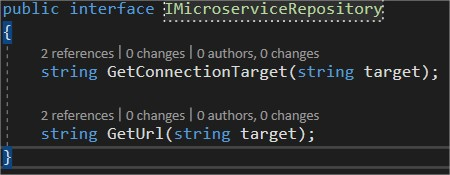 public interface IMicroserviceRepository
{
2 references | 0 changes | 0 authors, 0 changes
string GetConnectionTarget(string target);
2 references | 0 changes | 0 authors, 0 changes
string GetUrl(string target);
}